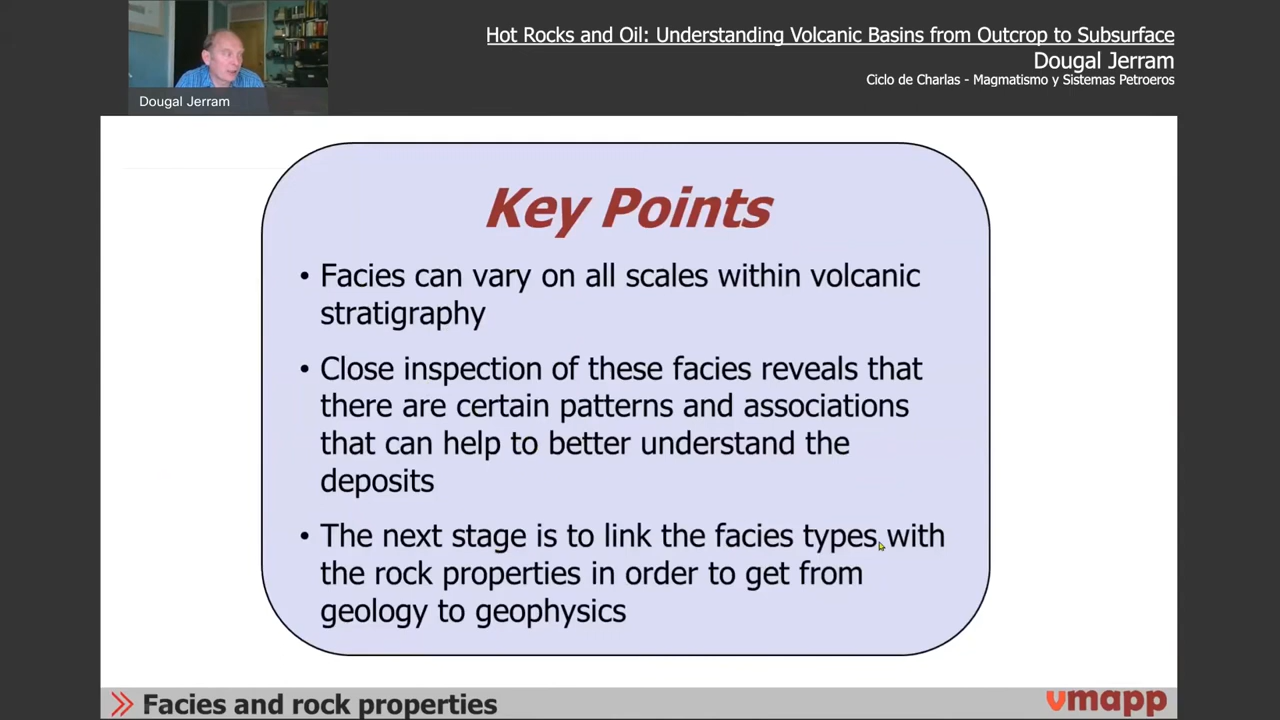 Hot Rocks and Oil: Understanding Volcanic Basins from Outcrop to Subsurface
Dougal Jerram
Ciclo de Charlas - Magmatismo y Sistemas Petroeros
Dougal Jerram
Key Points
• Facies can vary on all scales within volcanic
stratigraphy
• Close inspection of these facies reveals that
there are certain patterns and associations
that can help to better understand the
deposits
• The next stage is to link the facies types with
the rock properties in order to get from
geology to geophysics
Facies and rock properties
vmapp